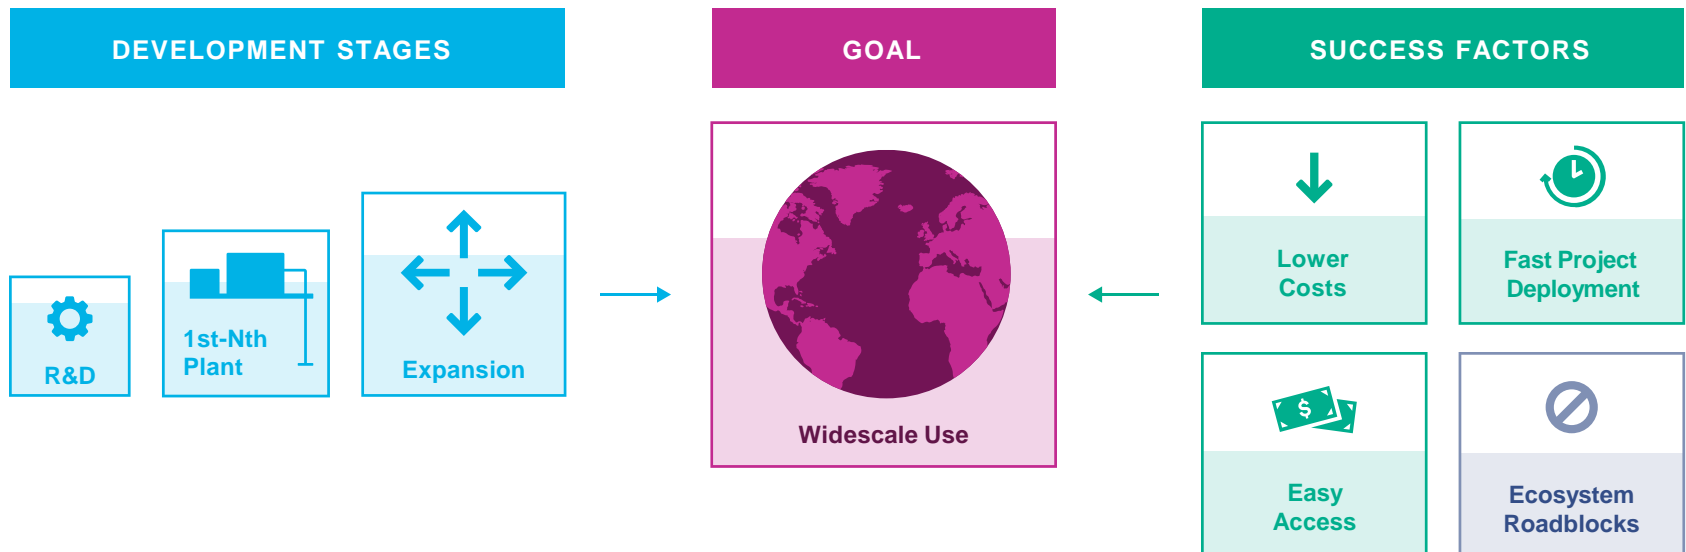 DEVELOPMENT STAGES
GOAL
SUCCESS FACTORS
R&D
1st-Nth
Plant
Expansion
Widescale Use
Lower
Costs
Fast Project
Deployment
$
Easy
Access
Ecosystem
Roadblocks